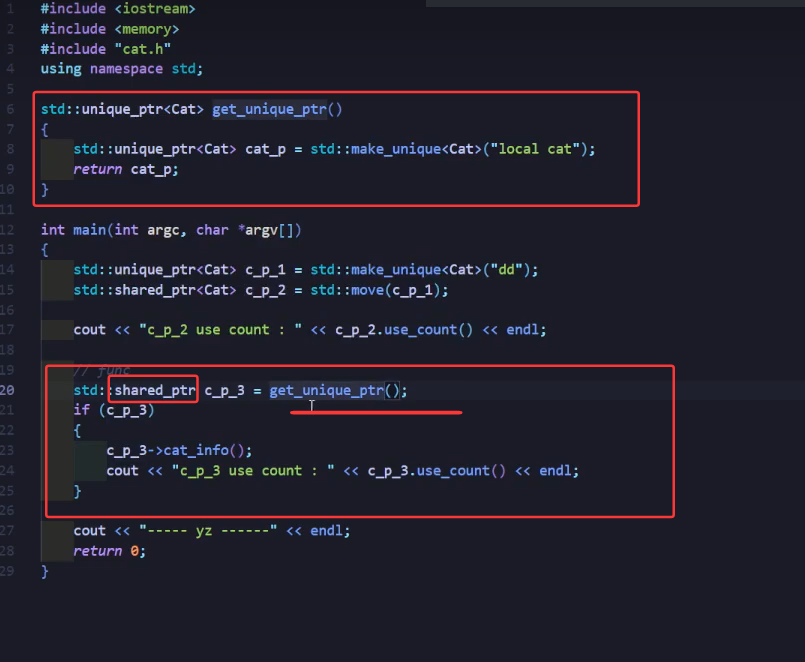 1 #include <iostream>
2 #include <memory>
3 #include "cat.h"
4 using namespace std;
5
6 std::unique_ptr<Cat> get_unique_ptr()
7 {
8 std::unique_ptr<Cat> cat_p = std::make_unique<Cat>("local cat");
9 return cat_p;
10 }
11
12 int main(int argc, char *argv[])
13 {
14 std::unique_ptr<Cat> c_p_1 = std::make_unique<Cat>("dd");
15 std::shared_ptr<Cat> c_p_2 = std::move(c_p_1);
16
17 cout << "c_p_2 use count : " << c_p_2.use_count() << endl;
18
19 // func
20 std::shared_ptr c_p_3 = get_unique_ptr();
21 if (c_p_3)
22 {
23 c_p_3->cat_info();
24 cout << "c_p_3 use count : " << c_p_3.use_count() << endl;
25 }
26
27 cout << "----- yz ------" << endl;
28 return 0;
29 }